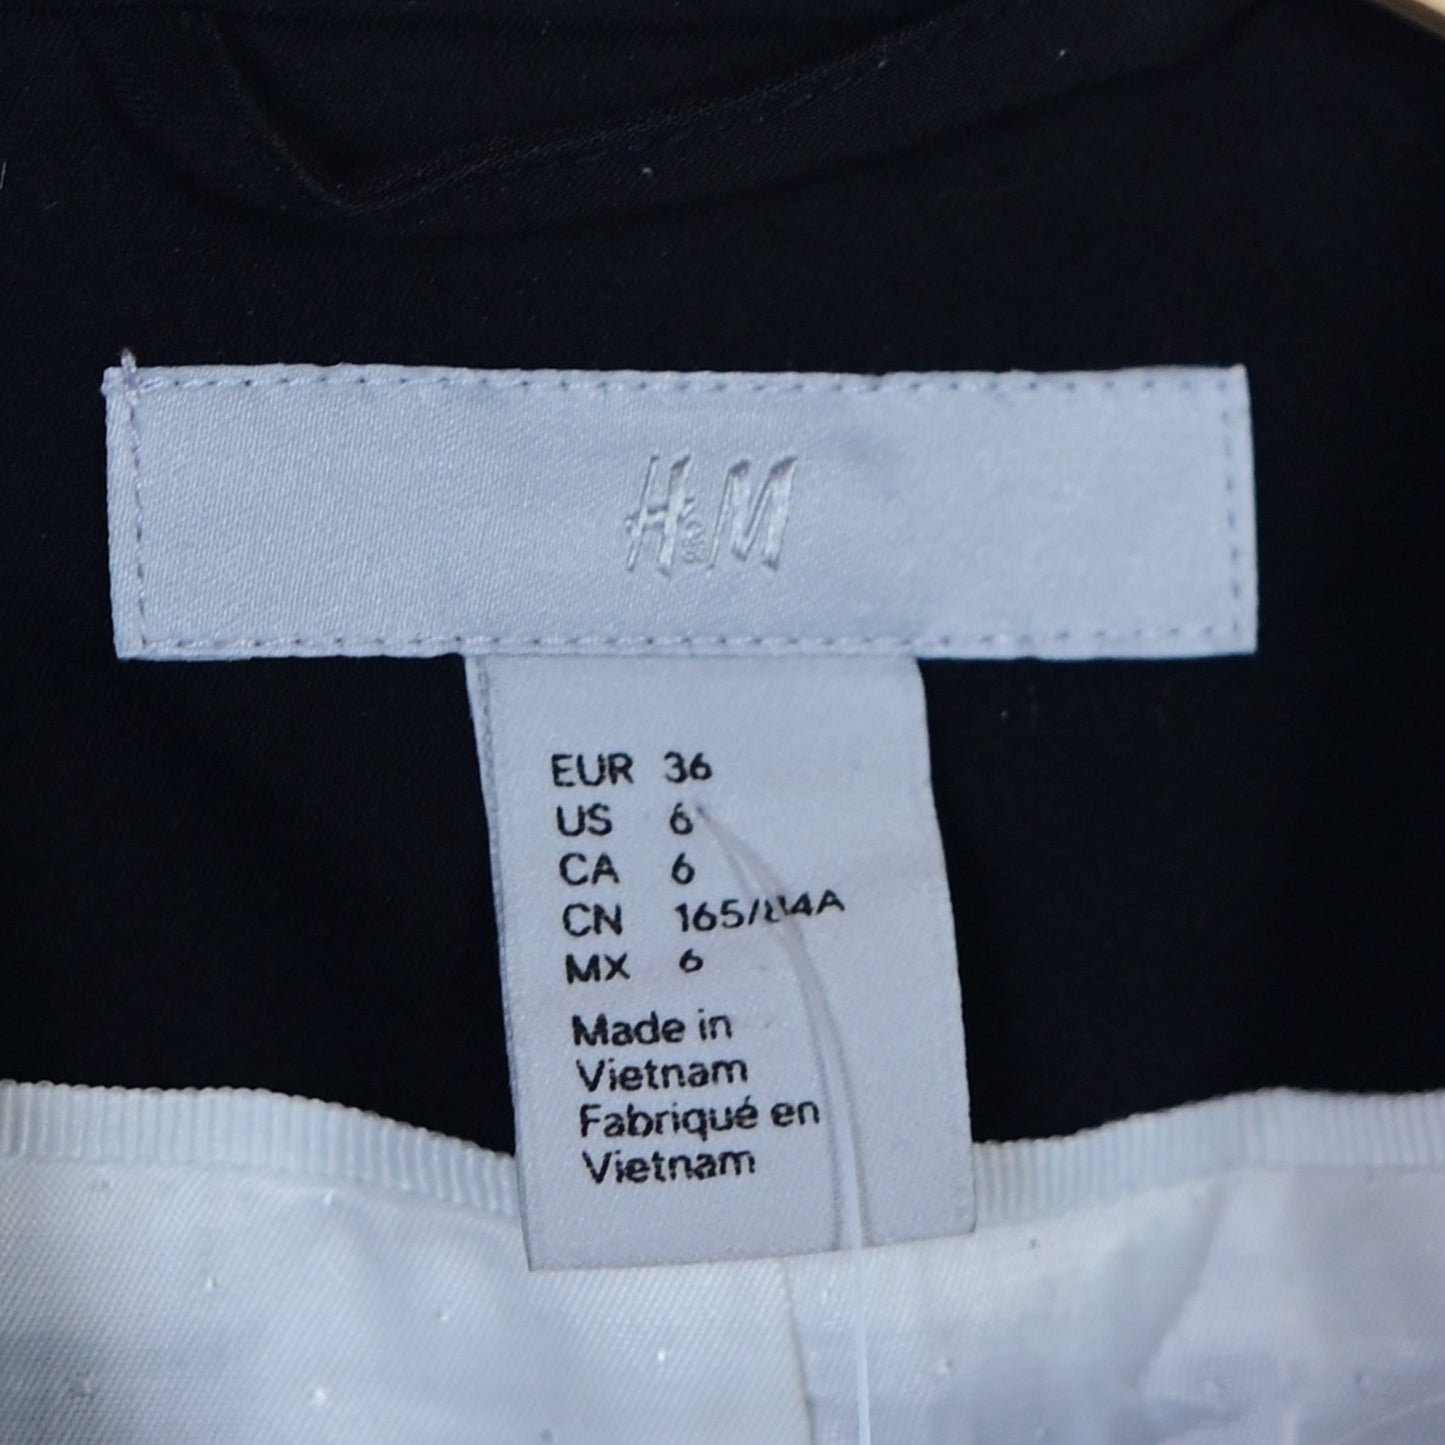 H&M
EUR 36
US 6
CA 6
CN 165/84A
MX 6
Made in
Vietnam
Fabriqué en
Vietnam